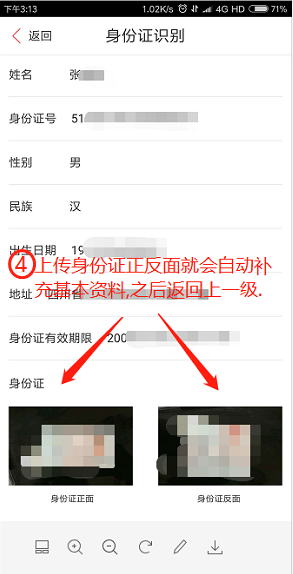 下午3:13 1.02K/s 4G HD 71%
返回 身份证识别
姓名 张
身份证号 51
性别 男
民族 汉
出生日期 19
④上传身份证正反面就会自动补
地址 四川省
充基本资料,之后返回上一级.
身份证有效期限 200
身份证
身份证正面 身份证反面